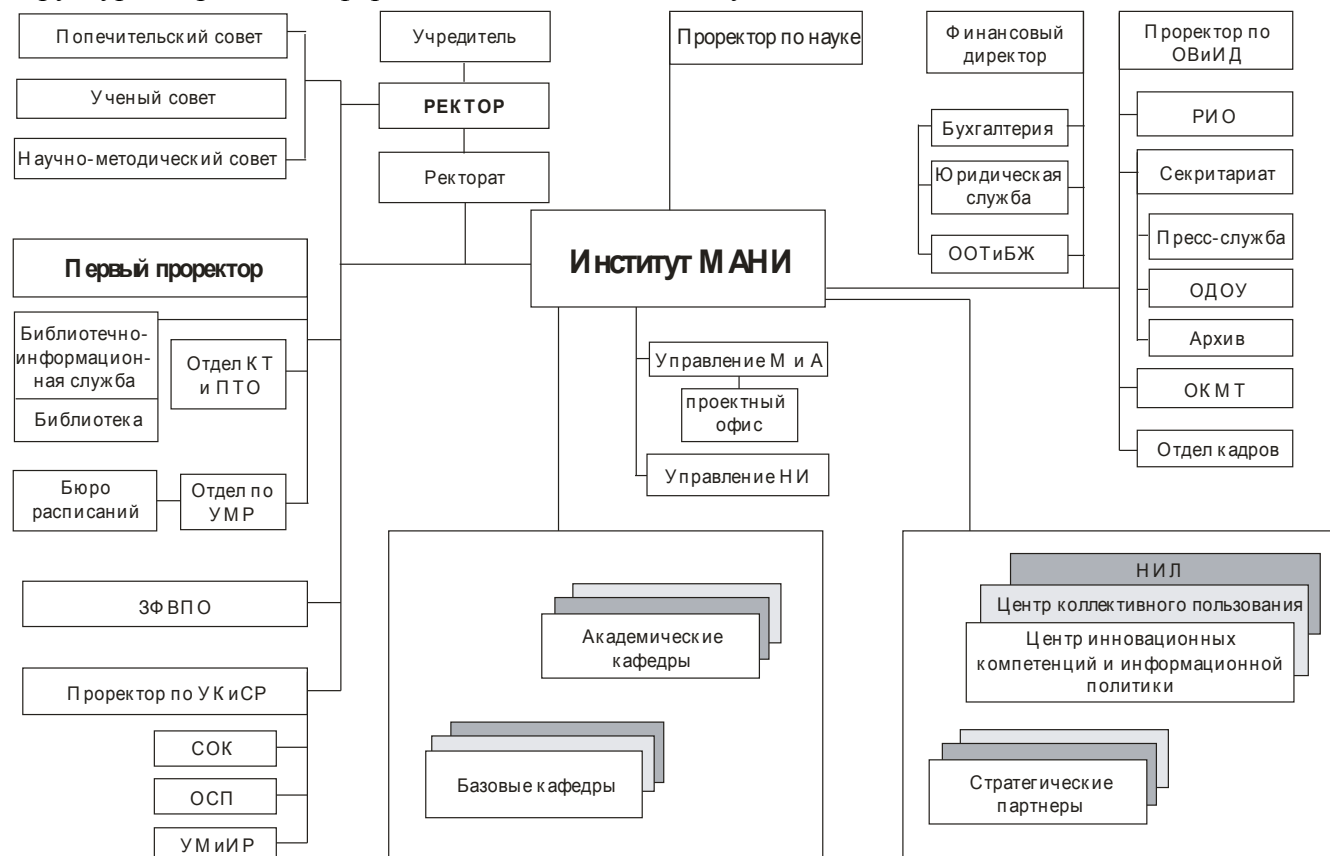 Попечительский совет
Ученый совет
Научно-методический совет
Учредитель
РЕКТОР
Ректорат
Проректор по науке
Финансовый
директор
Бухгалтерия
Юридическая
служба
ООТиБЖ
Проректор по
ОВиИД
РИО
Секритариат
Пресс-служба
ОДОУ
Архив
ОКМТ
Отдел кадров
Первый проректор
Институт МАНИ
Библиотечно-
информацион-
ная служба
Библиотека
Отдел КТ
и ПТО
Бюро
расписаний
Отдел по
УМР
Управление М и А
проектный
офис
Управление НИ
ЗФВПО
Проректор по УКиСР
СОК
ОСП
УМиИР
Академические
кафедры
Базовые кафедры
НИЛ
Центр коллективного пользования
Центр инновационных
компетенций и информационной
политики
Стратегические
партнеры